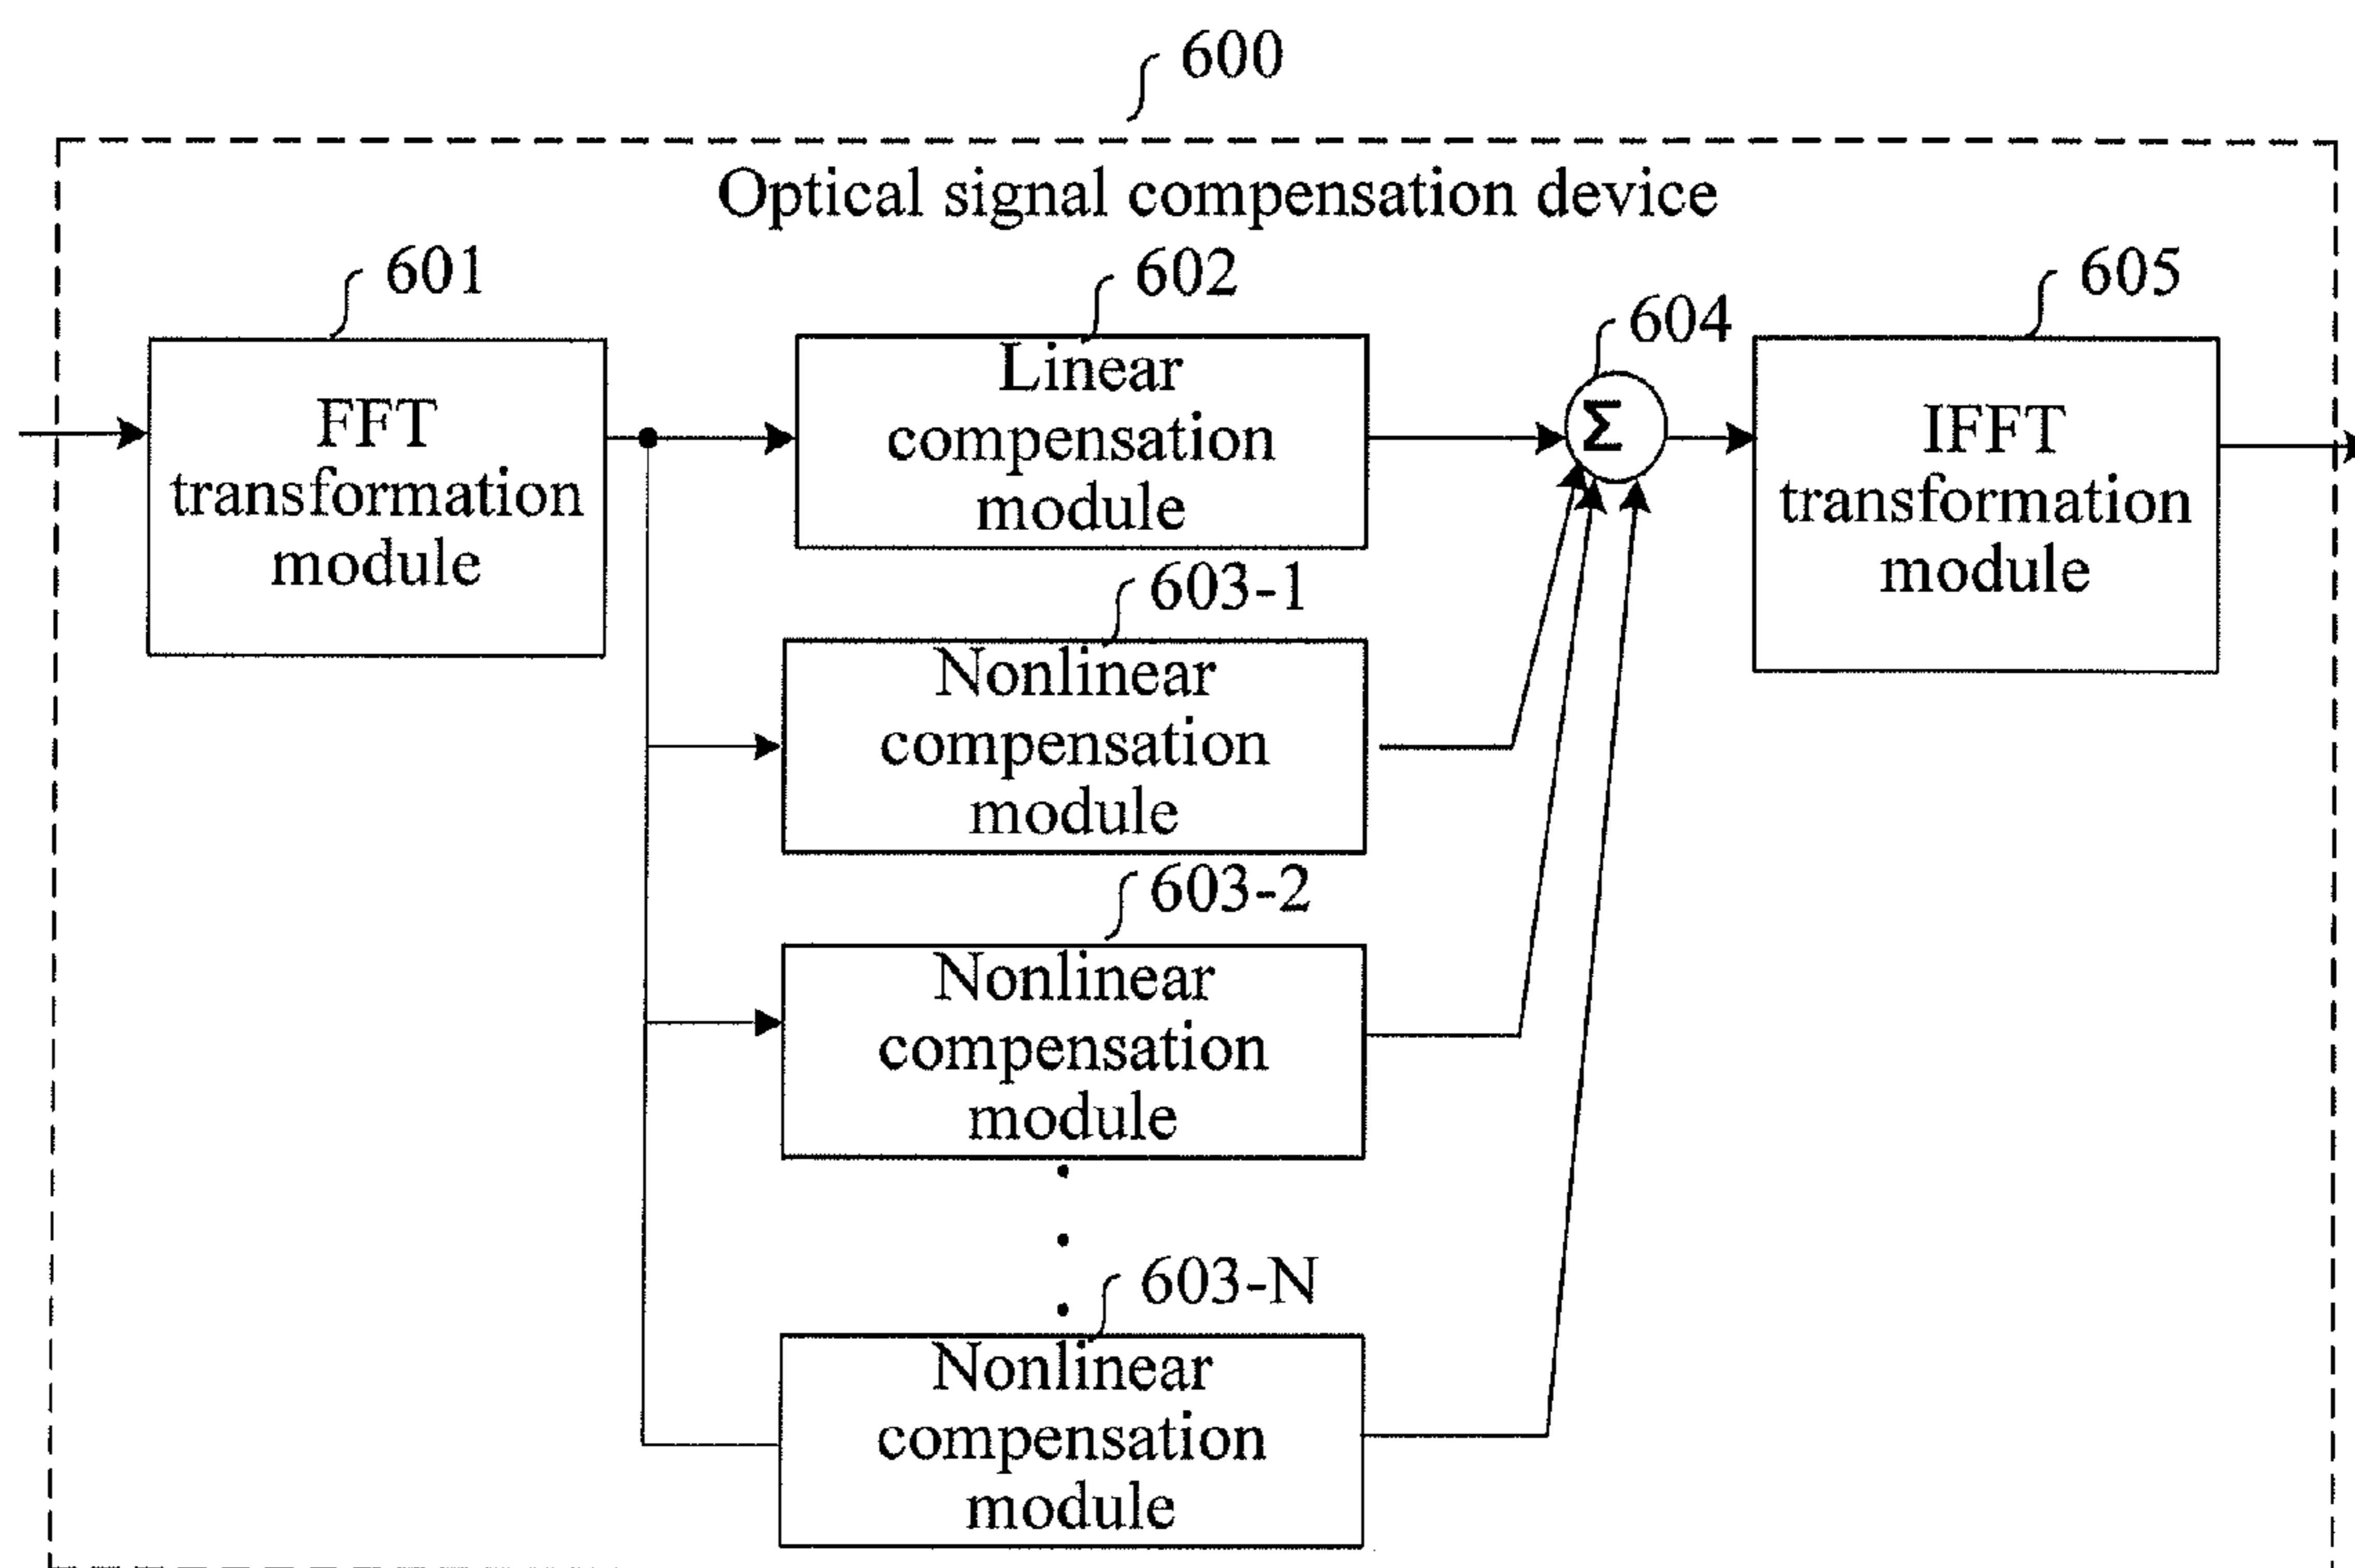 600
Optical signal compensation device
601
602
604
605
FFT
transformation
module
Linear
compensation
module
Σ
IFFT
transformation
module
603-1
Nonlinear
compensation
module
603-2
Nonlinear
compensation
module
603-N
Nonlinear
compensation
module